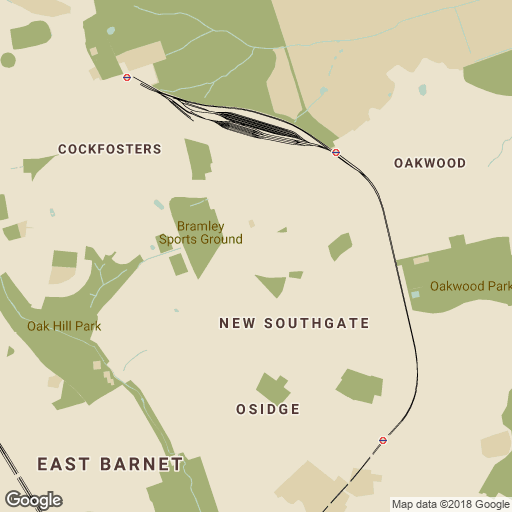 COCKFOSTERS
OAKWOOD
Bramley
Sports Ground
Oakwood Park
Oak Hill Park
NEW SOUTHGATE
OSIDGE
EAST BARNET
Google
Map data ©2018 Google